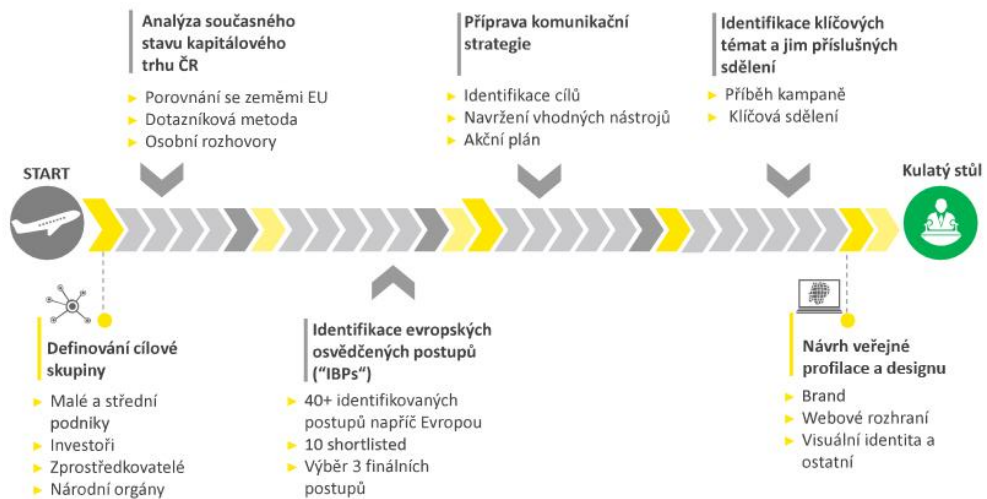 Analýza současného
stavu kapitálového
trhu ČR
Porovnání se zeměmi EU
Dotazníková metoda
Osobní rozhovory
Příprava komunikační
strategie
Identifikace cílů
Navržení vhodných nástrojů
Akční plán
Identifikace klíčových
témat a jim příslušných
sdělení
Příběh kampaně
Klíčová sdělení
START
Kulatý stůl
Definování cílové
skupiny
Malé a střední
podniky
Investoři
Zprostředkovatelé
Národní orgány
Identifikace evropských
osvědčených postupů
("IBPs“)
40+ identifikovaných
postupů napříč Evropou
10 shortlisted
Výběr 3 finálních
postupů
Návrh veřejné
profilace a designu
Brand
Webové rozhraní
Visuální identita a
ostatní